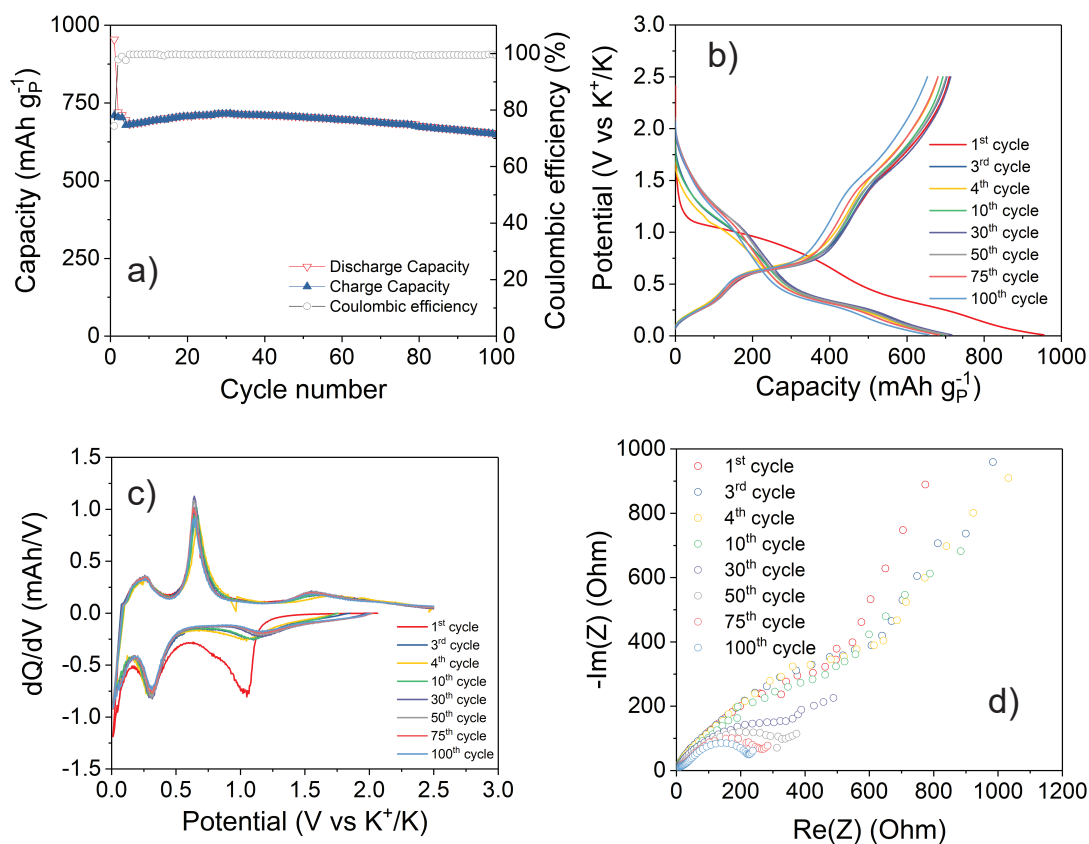 a)
Capacity (mAh g_P^-1)
1000
750
500
250
0
Coulombic efficiency (%)
100
80
60
40
20
0
Discharge Capacity
Charge Capacity
Coulombic efficiency
0 20 40 60 80 100
Cycle number
b)
Potential (V vs K⁺/K)
3.0
2.5
2.0
1.5
1.0
0.5
0.0
1st cycle
3rd cycle
4th cycle
10th cycle
30th cycle
50th cycle
75th cycle
100th cycle
0 200 400 600 800 1000
Capacity (mAh g_P^-1)
c)
dQ/dV (mAh/V)
1.5
1.0
0.5
0.0
-0.5
-1.0
-1.5
1st cycle
3rd cycle
4th cycle
10th cycle
30th cycle
50th cycle
75th cycle
100th cycle
0.0 0.5 1.0 1.5 2.0 2.5 3.0
Potential (V vs K⁺/K)
d)
-Im(Z) (Ohm)
1000
800
600
400
200
0
1st cycle
3rd cycle
4th cycle
10th cycle
30th cycle
50th cycle
75th cycle
100th cycle
0 200 400 600 800 1000 1200
Re(Z) (Ohm)